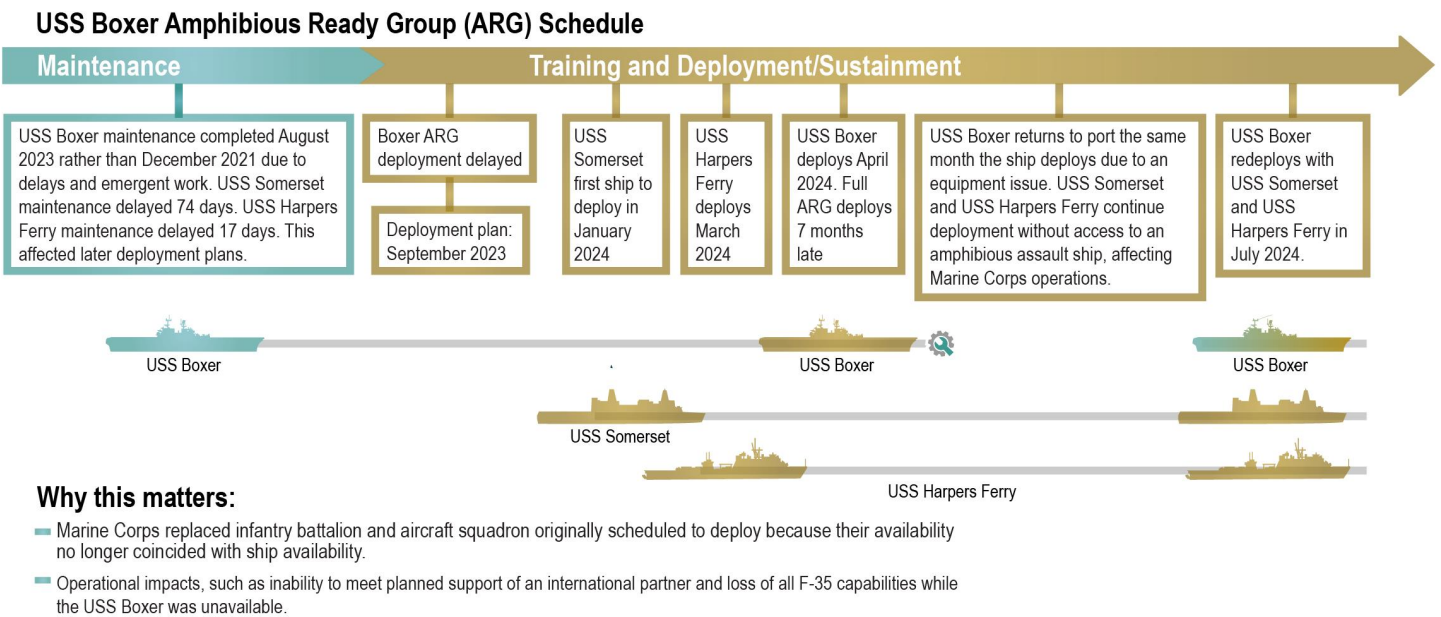 USS Boxer Amphibious Ready Group (ARG) Schedule
Maintenance
Training and Deployment/Sustainment
USS Boxer maintenance completed August
2023 rather than December 2021 due to
delays and emergent work. USS Somerset
maintenance delayed 74 days. USS Harpers
Ferry maintenance delayed 17 days. This
affected later deployment plans.
Boxer ARG
deployment delayed
Deployment plan:
September 2023
USS
Somerset
first ship to
deploy in
January
2024
USS
Harpers
Ferry
deploys
March
2024
USS Boxer
deploys April
2024. Full
ARG deploys
7 months
late
USS Boxer returns to port the same
month the ship deploys due to an
equipment issue. USS Somerset
and USS Harpers Ferry continue
deployment without access to an
amphibious assault ship, affecting
Marine Corps operations.
USS Boxer
redeploys with
USS Somerset
and USS
Harpers Ferry in
July 2024.
USS Boxer
USS Boxer
USS Boxer
USS Somerset
USS Harpers Ferry
Why this matters:
Marine Corps replaced infantry battalion and aircraft squadron originally scheduled to deploy because their availability
no longer coincided with ship availability.
Operational impacts, such as inability to meet planned support of an international partner and loss of all F-35 capabilities while
the USS Boxer was unavailable.